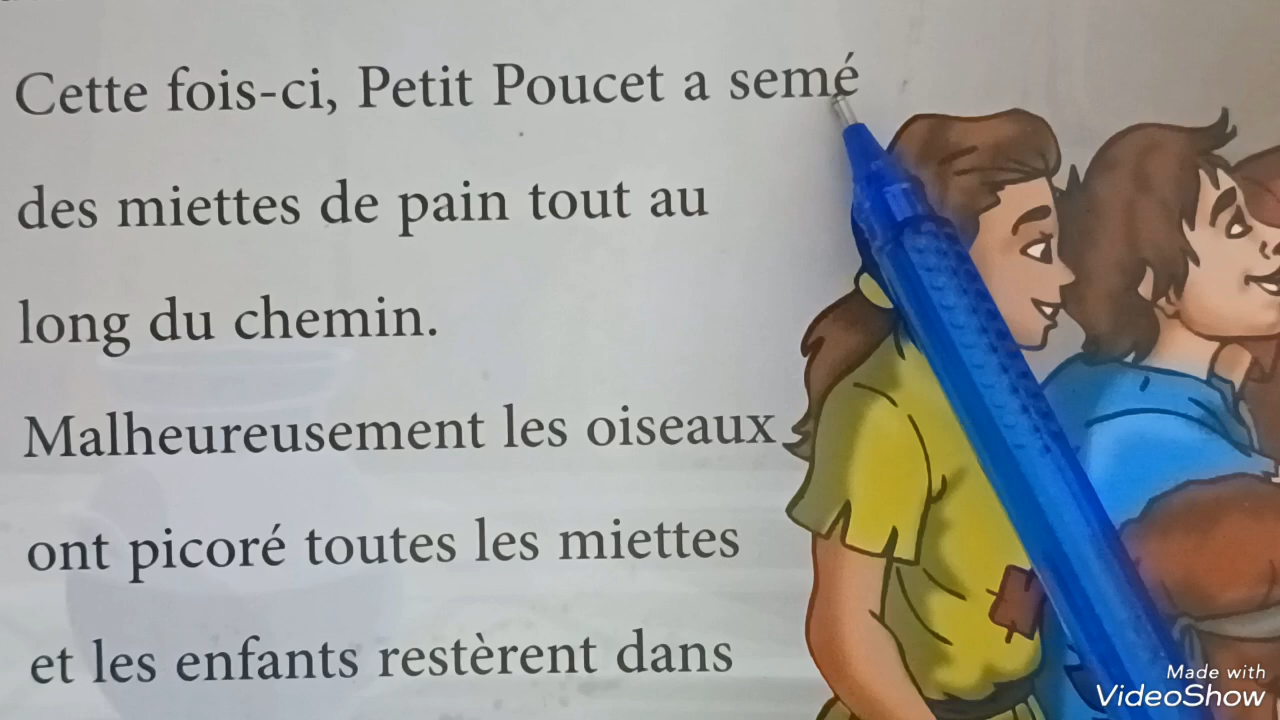 Cette fois-ci, Petit Poucet a semé
des miettes de pain tout au
long du chemin.
Malheureusement les oiseaux
ont picoré toutes les miettes
et les enfants restèrent dans
Made with
VideoShow